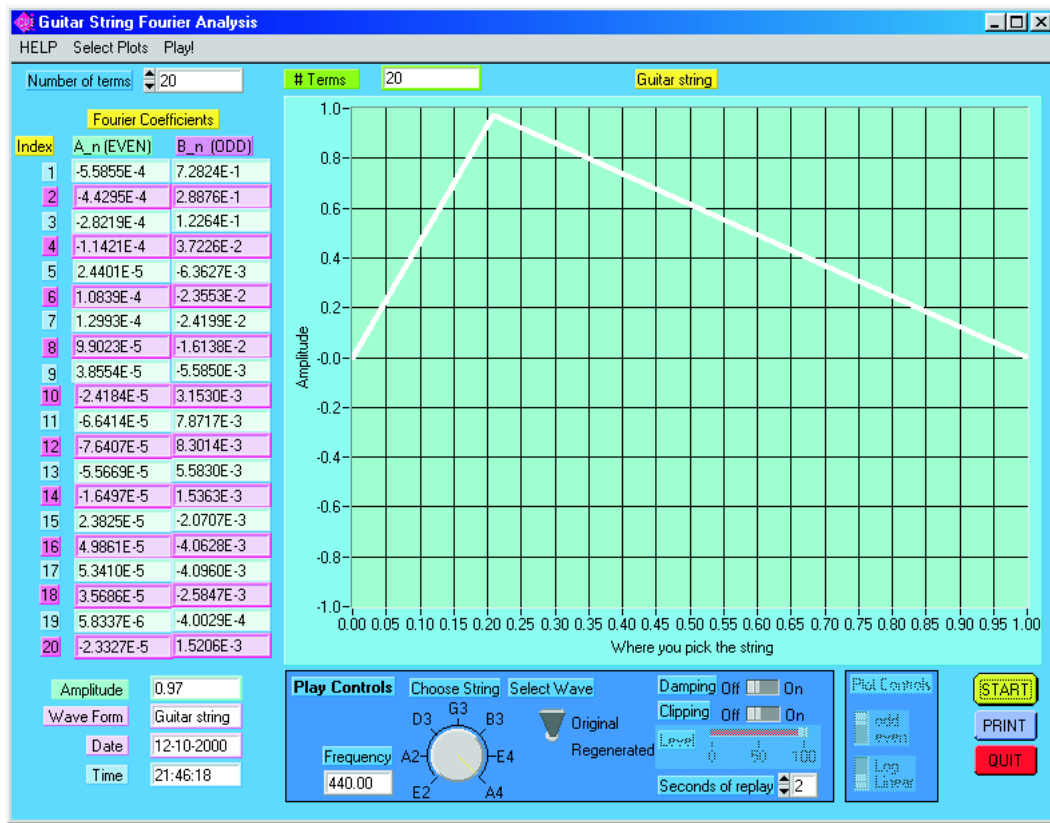 Guitar String Fourier Analysis
HELP Select Plots Play!
Number of terms 20 # Terms 20 Guitar string
Fourier Coefficients
Index A_n (EVEN) B_n (ODD)
1 -5.5855E-4 7.2824E-1
2 -4.4295E-4 2.8876E-1
3 -2.8219E-4 1.2264E-1
4 -1.1421E-4 3.7226E-2
5 2.4401E-5 -6.3627E-3
6 1.0839E-4 -2.3553E-2
7 1.2993E-4 -2.4199E-2
8 9.9023E-5 -1.6138E-2
9 3.8554E-5 -5.5850E-3
10 -2.4184E-5 3.1530E-3
11 -6.6414E-5 7.8717E-3
12 -7.6407E-5 8.3014E-3
13 -5.5669E-5 5.5830E-3
14 -1.6497E-5 1.5363E-3
15 2.3825E-5 -2.0707E-3
16 4.9861E-5 -4.0628E-3
17 5.3410E-5 -4.0960E-3
18 3.5686E-5 -2.5847E-3
19 5.8337E-6 -4.0029E-4
20 -2.3327E-5 1.5206E-3
1.0
0.8
0.6
0.4
0.2
-0.0
-0.2
-0.4
-0.6
-0.8
-1.0
Amplitude
0.00 0.05 0.10 0.15 0.20 0.25 0.30 0.35 0.40 0.45 0.50 0.55 0.60 0.65 0.70 0.75 0.80 0.85 0.90 0.95 1.00
Where you pick the string
Amplitude 0.97
Wave Form Guitar string
Date 12-10-2000
Time 21:46:18
Play Controls
Frequency
440.00
Choose String
G3
D3 B3
A2 E4
E2 A4
Select Wave
Original
Regenerated
Damping Off On
Clipping Off On
Level
0 50 100
Seconds of replay 2
Plot Controls
odd
even
Log
Linear
START
PRINT
QUIT